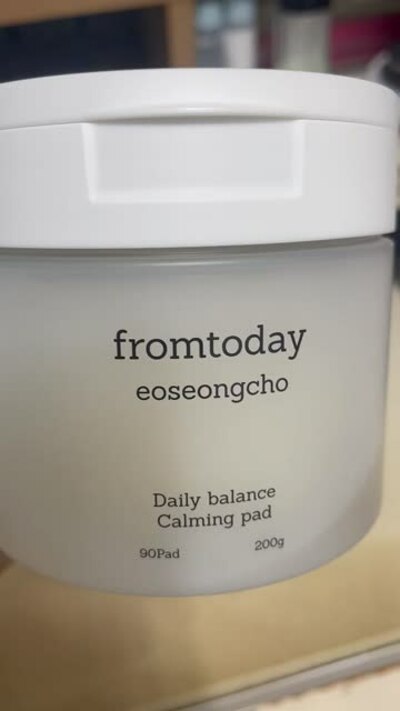 fromtoday
eoseongcho
Daily balance
Calming pad
90Pad 200g